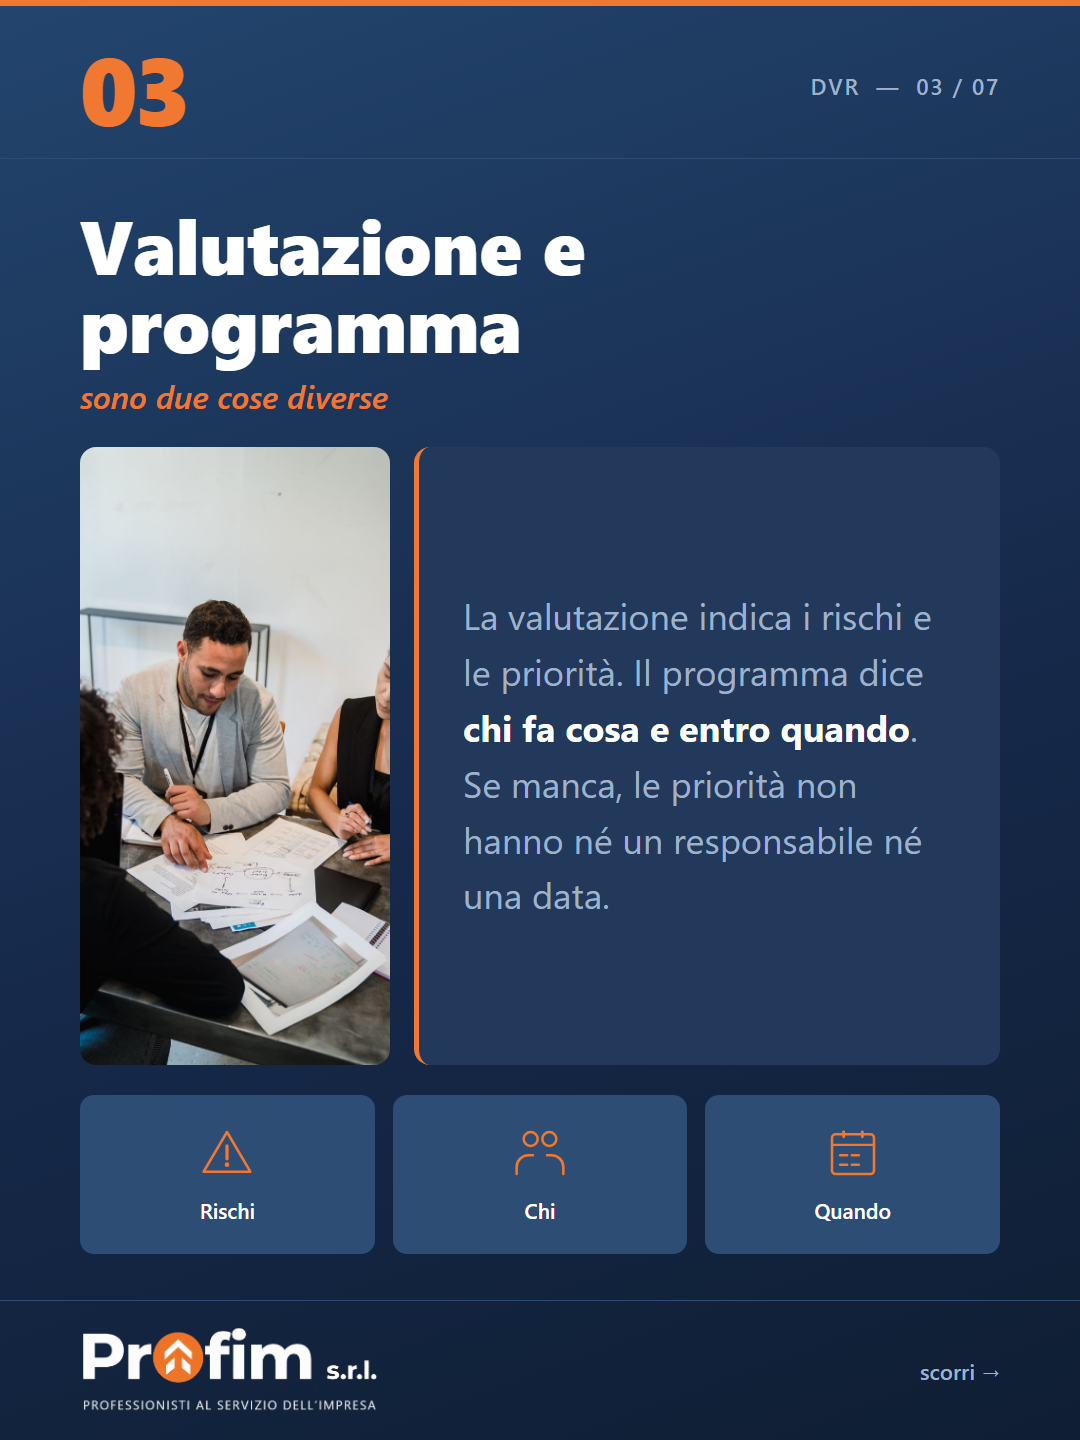 03
DVR — 03 / 07
Valutazione e
programma
sono due cose diverse
La valutazione indica i rischi e
le priorità. Il programma dice
chi fa cosa e entro quando.
Se manca, le priorità non
hanno né un responsabile né
una data.
Rischi
Chi
Quando
Profim s.r.l.
PROFESSIONISTI AL SERVIZIO DELL'IMPRESA
scorri →